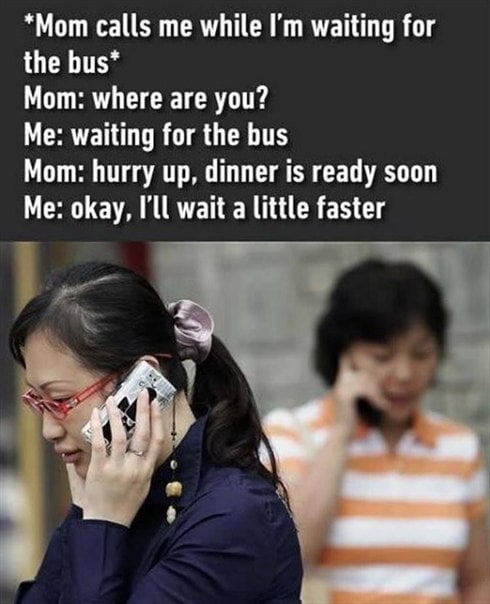 *Mom calls me while I'm waiting for
the bus*
Mom: where are you?
Me: waiting for the bus
Mom: hurry up, dinner is ready soon
Me: okay, I'll wait a little faster